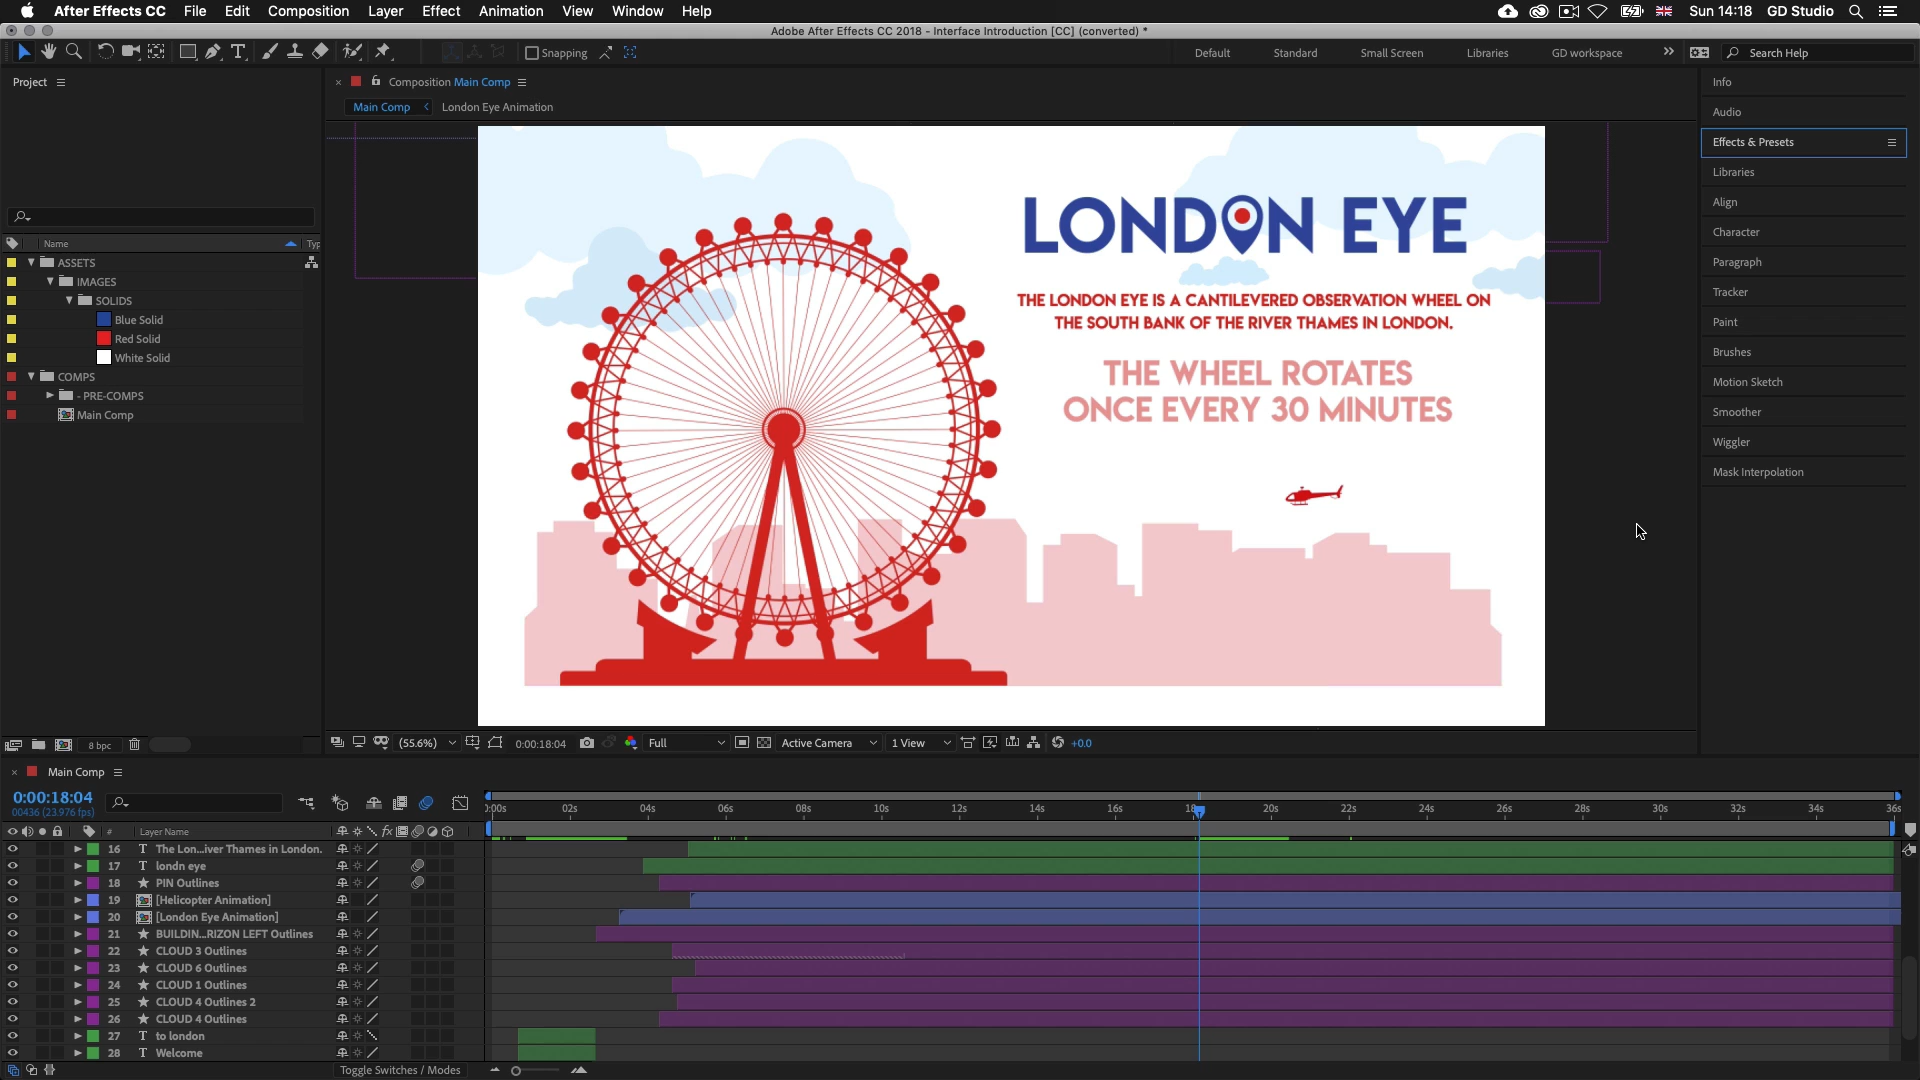 After Effects CC File Edit Composition Layer Effect Animation View Window Help Sun 14:18 GD Studio
Adobe After Effects CC 2018 - Interface Introduction [CC] (converted) *
Snapping Default Standard Small Screen Libraries GD workspace Search Help
Project
Composition Main Comp
Main Comp London Eye Animation
Name Typ
ASSETS
IMAGES
SOLIDS
Blue Solid
Red Solid
White Solid
COMPS
- PRE-COMPS
Main Comp
8 bpc
LONDON EYE
THE LONDON EYE IS A CANTILEVERED OBSERVATION WHEEL ON
THE SOUTH BANK OF THE RIVER THAMES IN LONDON.
THE WHEEL ROTATES
ONCE EVERY 30 MINUTES
(55.6%) 0:00:18:04 Full Active Camera 1 View +0.0
Info
Audio
Effects & Presets
Libraries
Align
Character
Paragraph
Tracker
Paint
Brushes
Motion Sketch
Smoother
Wiggler
Mask Interpolation
Main Comp
0:00:18:04
00436 (23.976 fps)
# Layer Name fx
02s 04s 06s 08s 10s 12s 14s 16s 20s 22s 24s 26s 28s 30s 32s 34s 36s
16 T The Lon...iver Thames in London.
17 T londn eye
18 PIN Outlines
19 [Helicopter Animation]
20 [London Eye Animation]
21 BUILDIN...RIZON LEFT Outlines
22 CLOUD 3 Outlines
23 CLOUD 6 Outlines
24 CLOUD 1 Outlines
25 CLOUD 4 Outlines 2
26 CLOUD 4 Outlines
27 T to london
28 T Welcome
Toggle Switches / Modes